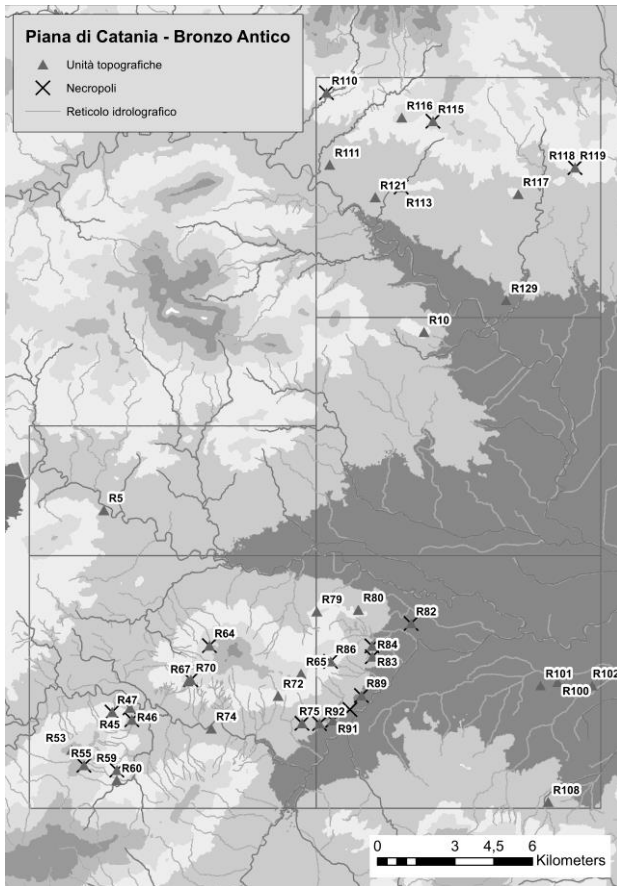 Piana di Catania - Bronzo Antico
Unità topografiche
Necropoli
Reticolo idrologico
R110
R116
R115
R111
R118
R119
R121
R113
R117
R129
R10
R5
R79
R80
R82
R64
R86
R84
R65
R83
R67
R70
R72
R89
R47
R45
R46
R74
R75
R92
R91
R101
R102
R100
R53
R55
R59
R60
R108
0 3 4,5 6
Kilometers